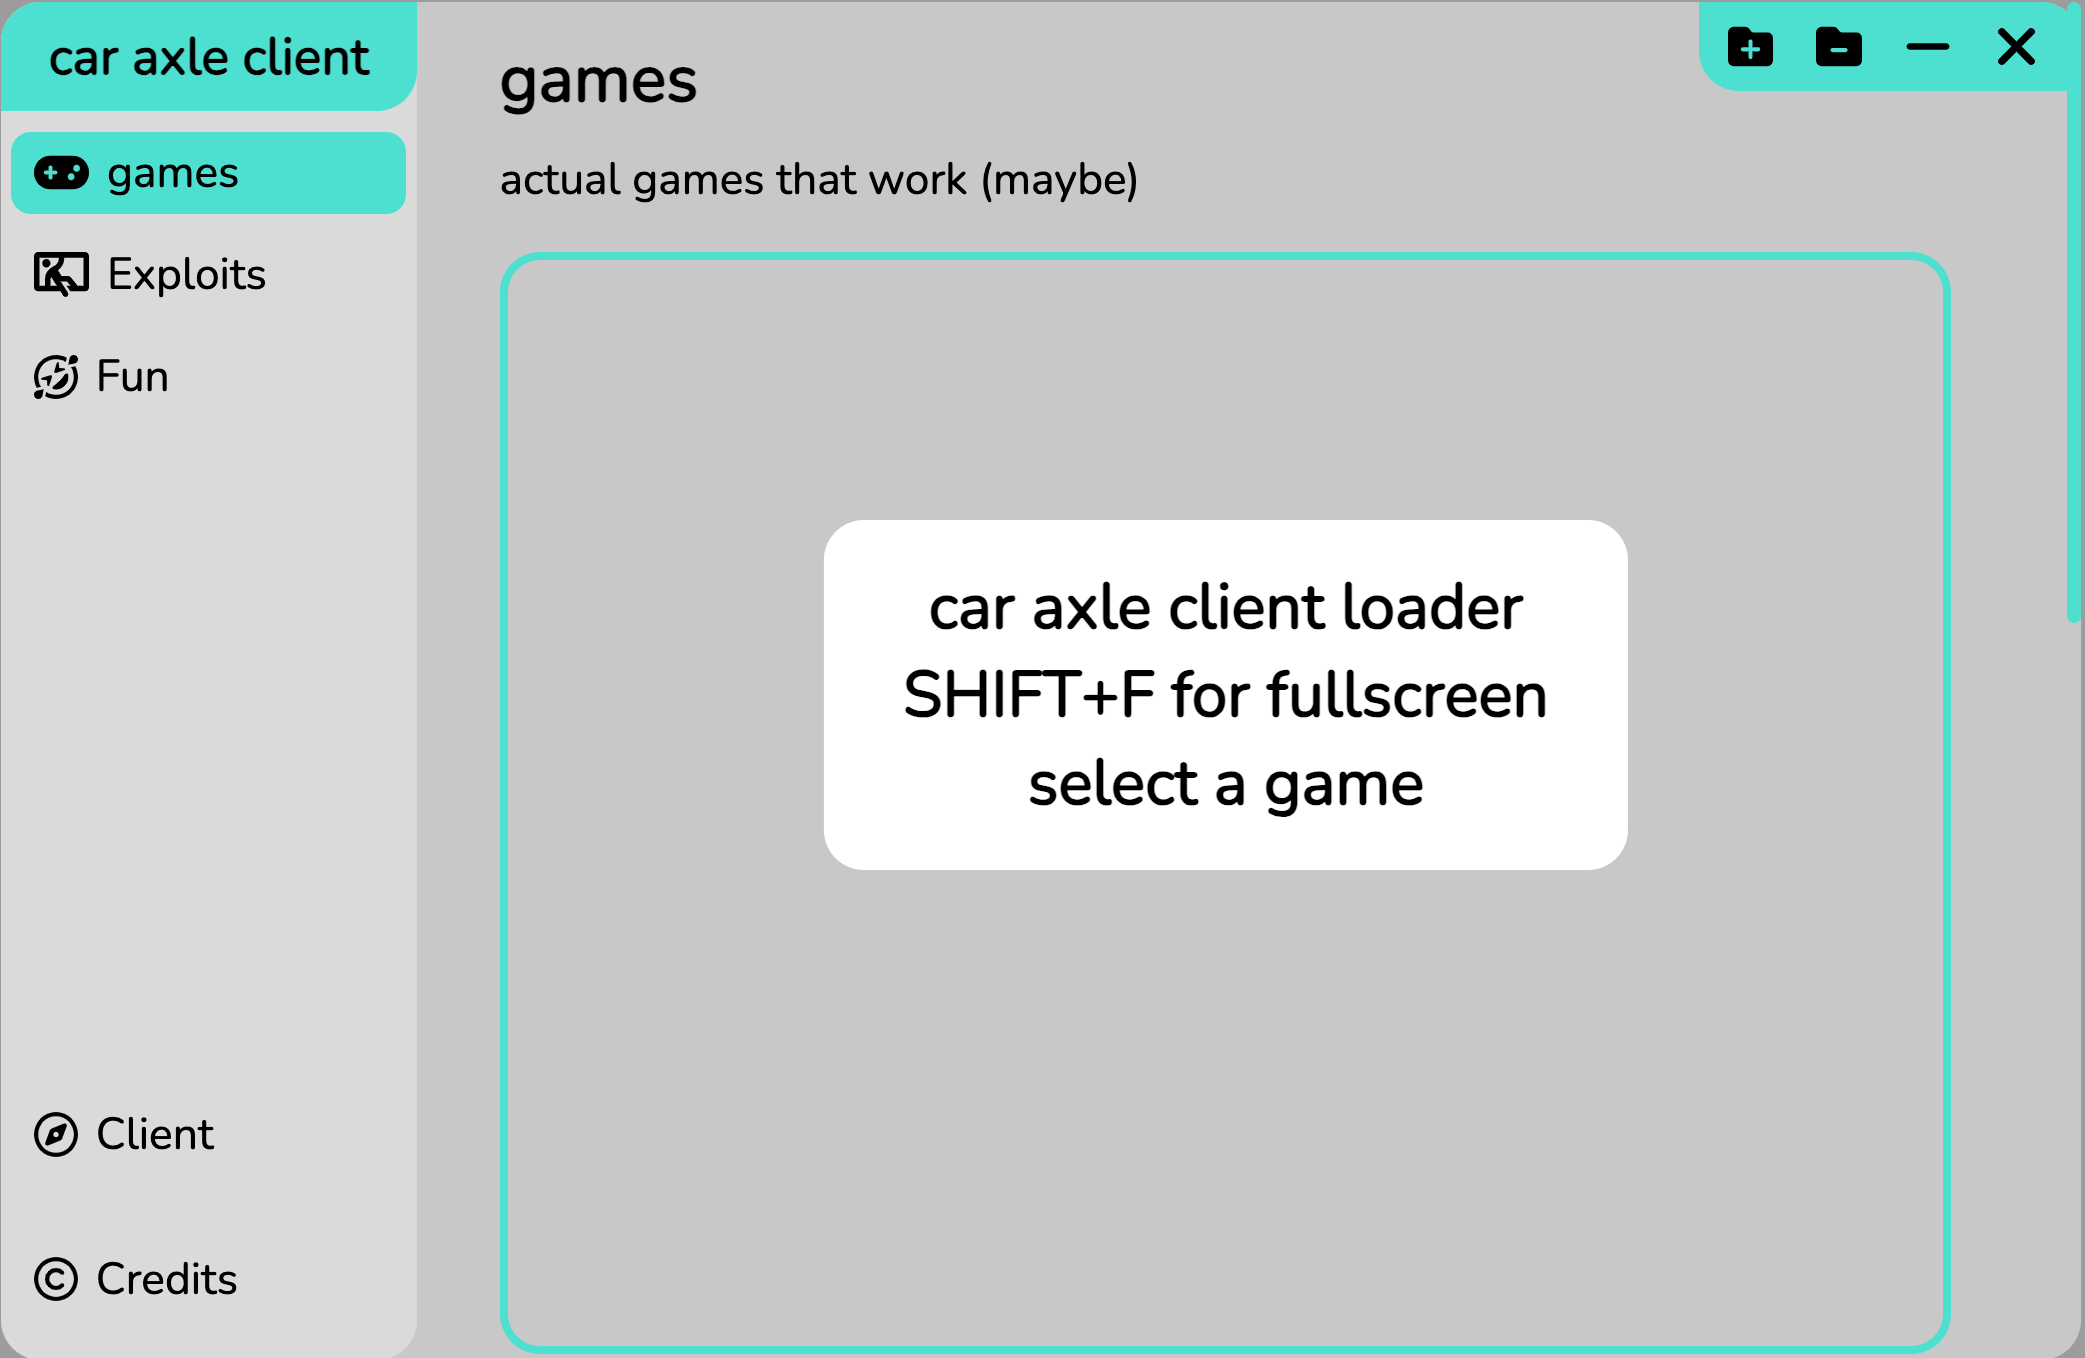 car axle client
games
Exploits
Fun
Client
Credits
games
actual games that work (maybe)
car axle client loader
SHIFT+F for fullscreen
select a game